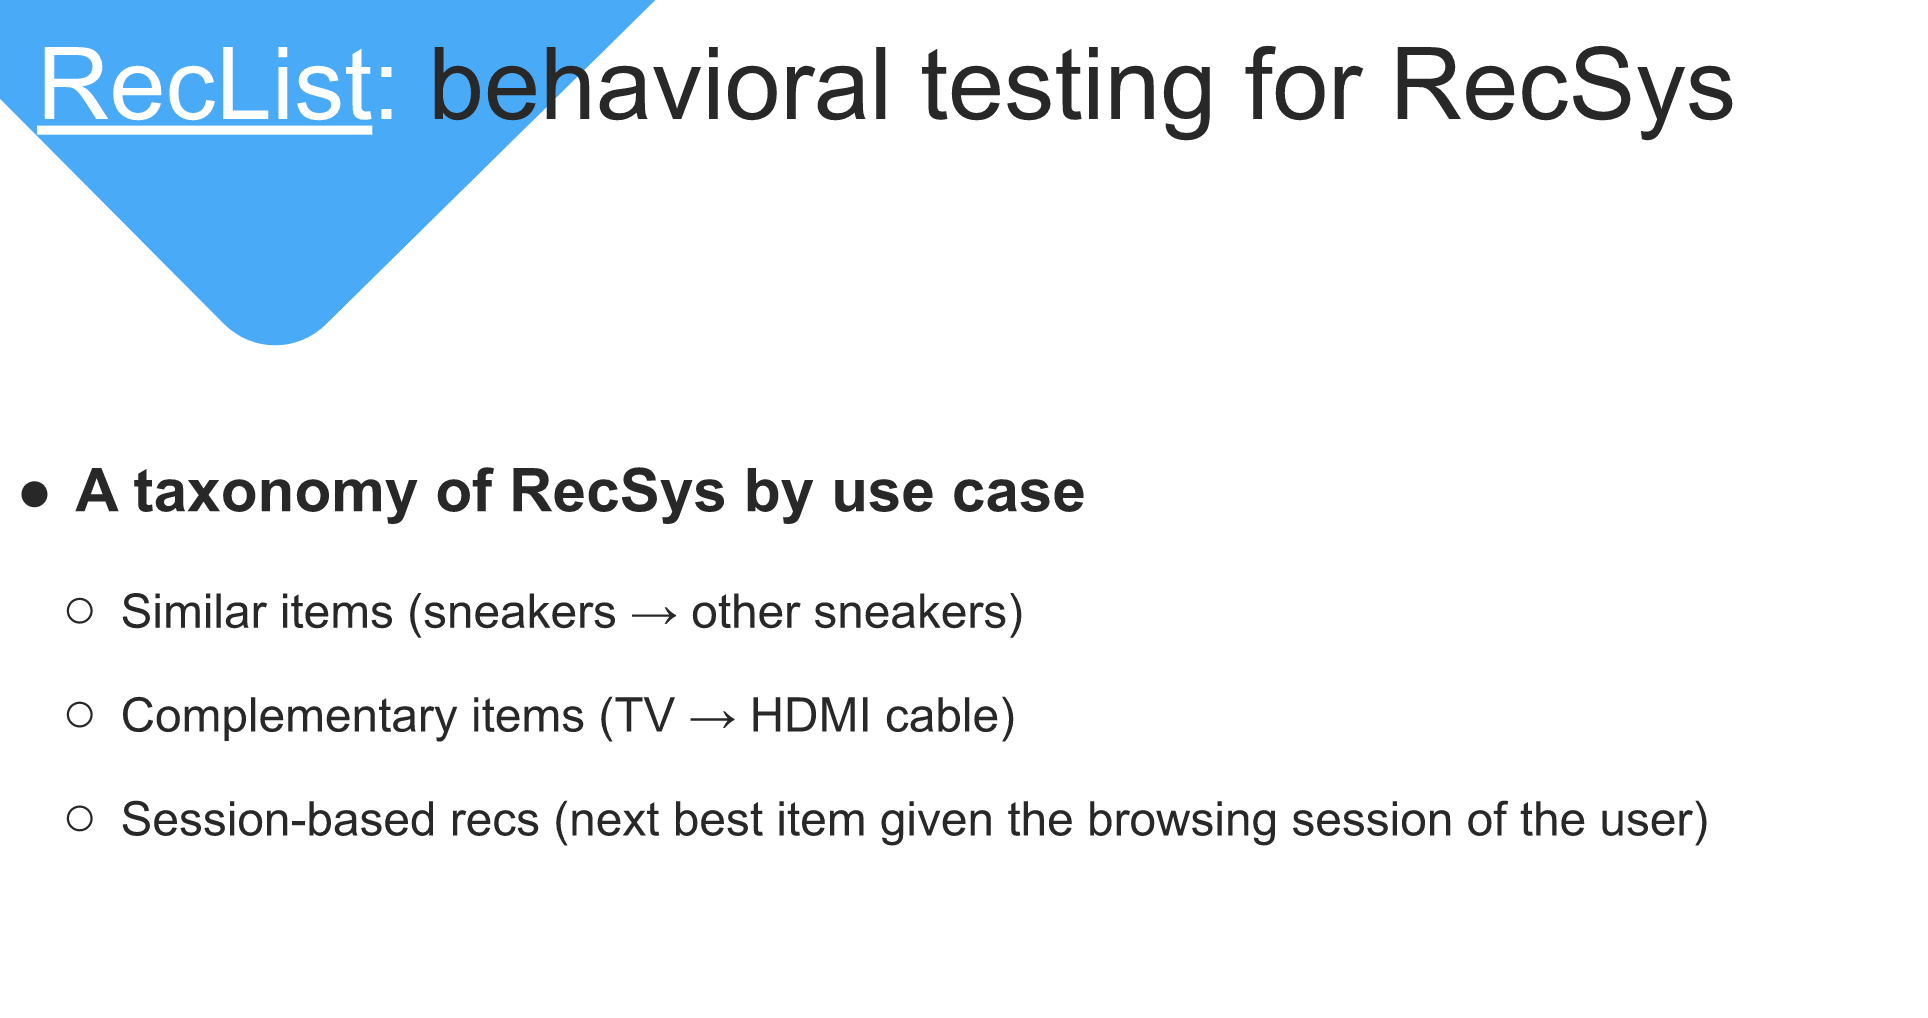 RecList: behavioral testing for RecSys
● A taxonomy of RecSys by use case
○ Similar items (sneakers → other sneakers)
○ Complementary items (TV → HDMI cable)
○ Session-based recs (next best item given the browsing session of the user)